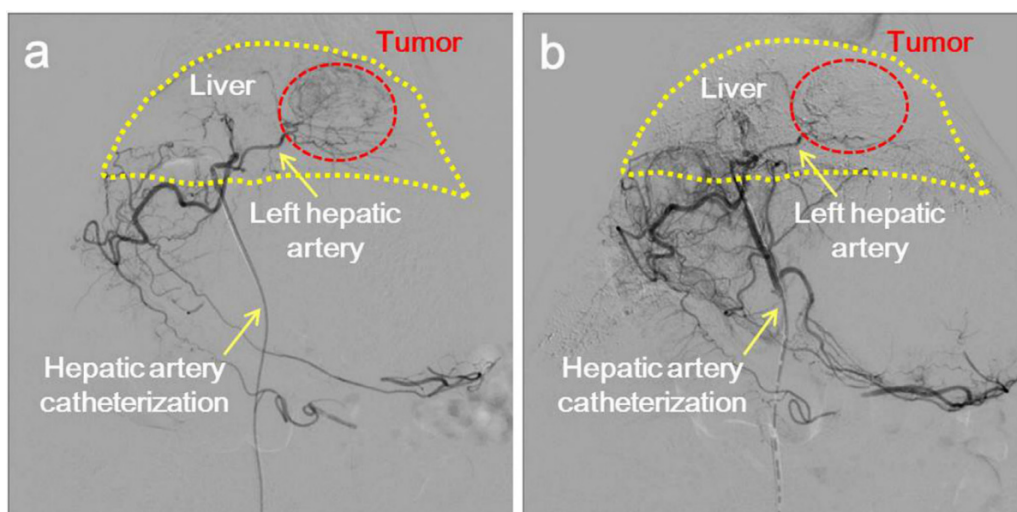 a
Tumor
Liver
Left hepatic
artery
Hepatic artery
catheterization
b
Tumor
Liver
Left hepatic
artery
Hepatic artery
catheterization